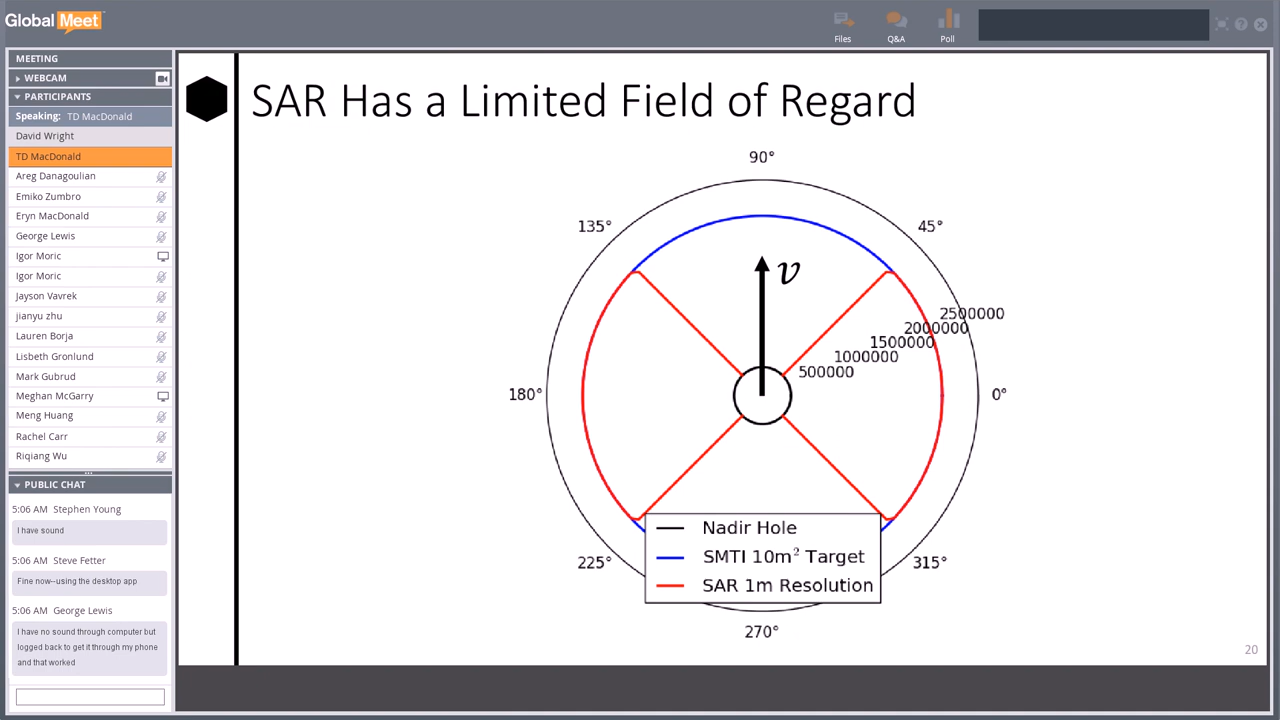 Global Meet
Files
Q&A
Poll
MEETING
WEBCAM
PARTICIPANTS
Speaking: TD MacDonald
David Wright
TD MacDonald
Areg Danagoulian
Emiko Zumbro
Eryn MacDonald
George Lewis
Igor Moric
Igor Moric
Jayson Vavrek
jianyu zhu
Lauren Borja
Lisbeth Gronlund
Mark Gubrud
Meghan McGarry
Meng Huang
Rachel Carr
Riqiang Wu
PUBLIC CHAT
5:06 AM Stephen Young
I have sound
5:06 AM Steve Fetter
Fine now--using the desktop app
5:06 AM George Lewis
I have no sound through computer but
logged back to get it through my phone
and that worked
SAR Has a Limited Field of Regard
90°
135°
45°
v
2500000
2000000
1500000
1000000
500000
180°
0°
Nadir Hole
SMTI 10m² Target
SAR 1m Resolution
225°
315°
270°
20